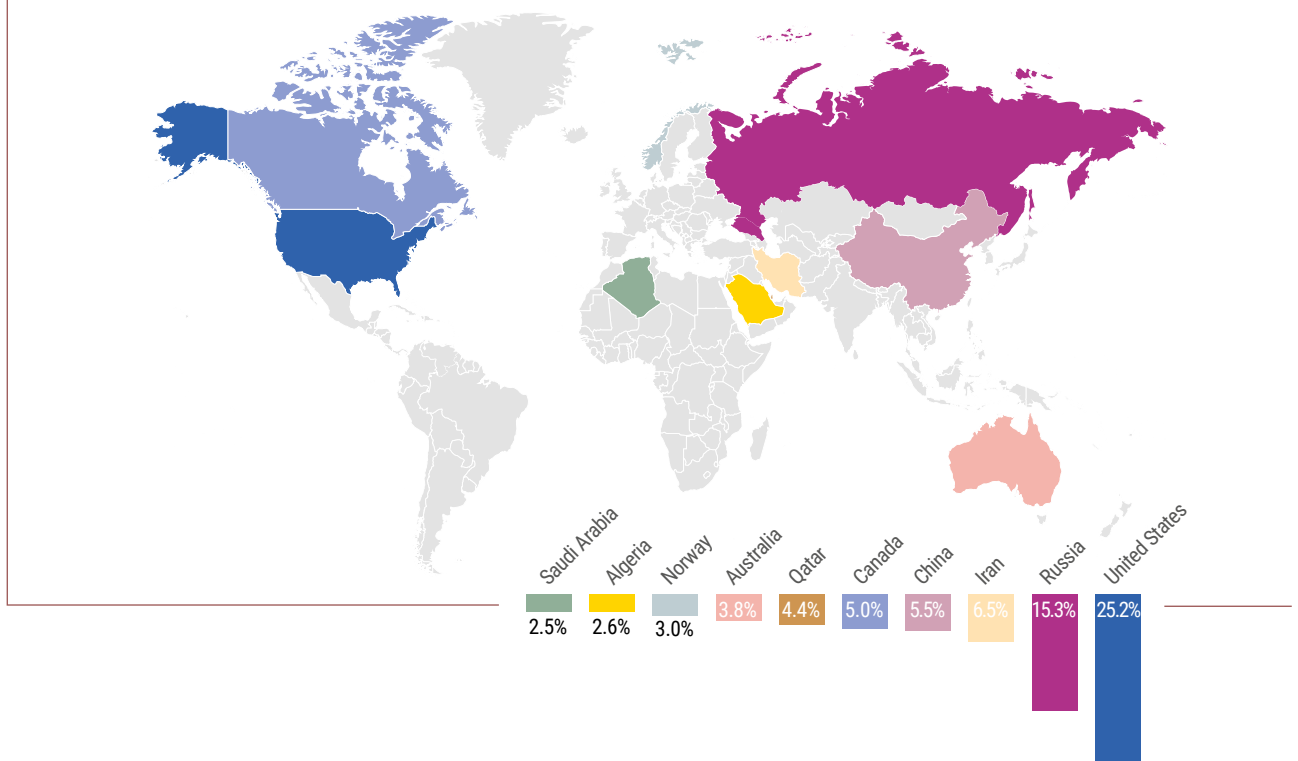 Saudi Arabia
Algeria
Norway
Australia
Qatar
Canada
China
Iran
Russia
United States
2.5%
2.6%
3.0%
3.8%
4.4%
5.0%
5.5%
6.5%
15.3%
25.2%